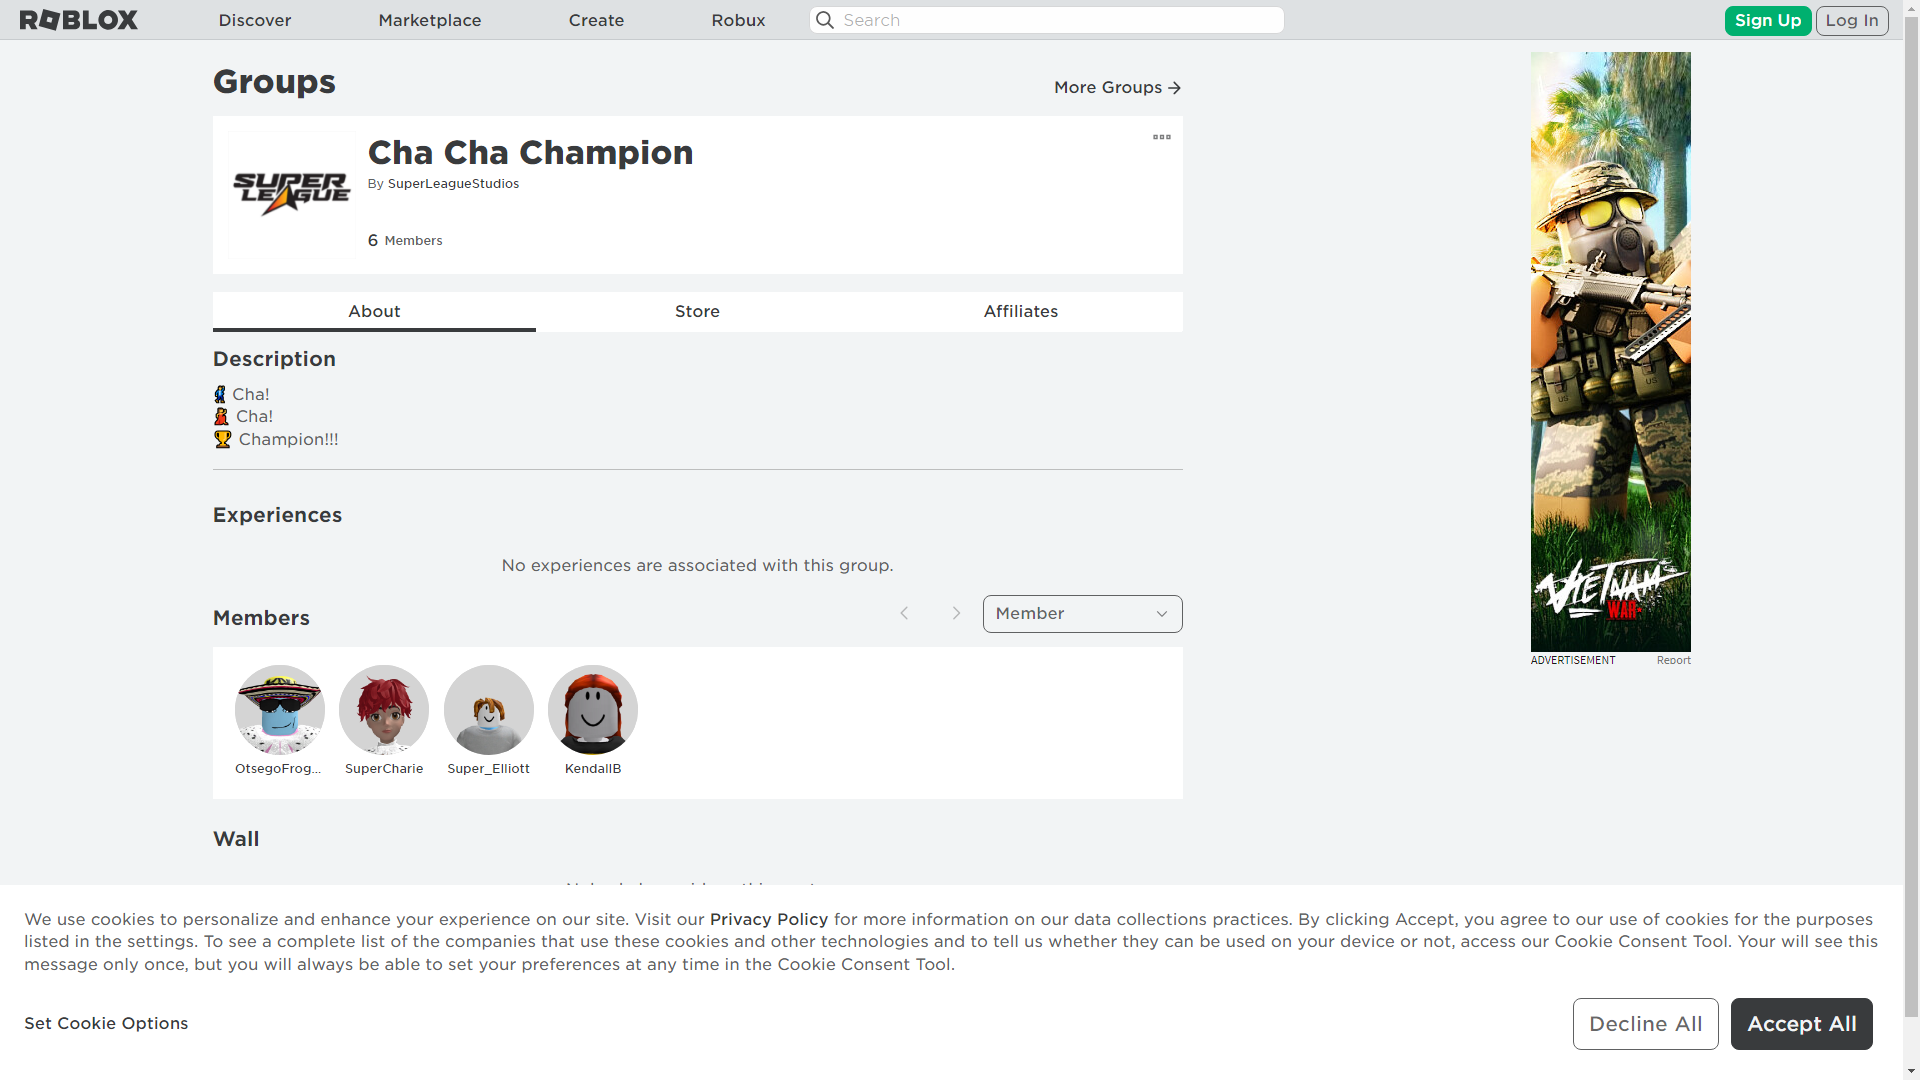 ROBLOX
Discover
Marketplace
Create
Robux
Search
Sign Up
Log In
Groups
More Groups
SUPER
LEAGUE
Cha Cha Champion
By SuperLeagueStudios
6 Members
About
Store
Affiliates
Description
Cha!
Cha!
Champion!!!
Experiences
No experiences are associated with this group.
Members
Member
OtsegoFrog...
SuperCharie
Super_Elliott
KendallB
Wall
US
US
VIETNAM
WAR
ADVERTISEMENT
Report
We use cookies to personalize and enhance your experience on our site. Visit our Privacy Policy for more information on our data collections practices. By clicking Accept, you agree to our use of cookies for the purposes
listed in the settings. To see a complete list of the companies that use these cookies and other technologies and to tell us whether they can be used on your device or not, access our Cookie Consent Tool. Your will see this
message only once, but you will always be able to set your preferences at any time in the Cookie Consent Tool.
Set Cookie Options
Decline All
Accept All